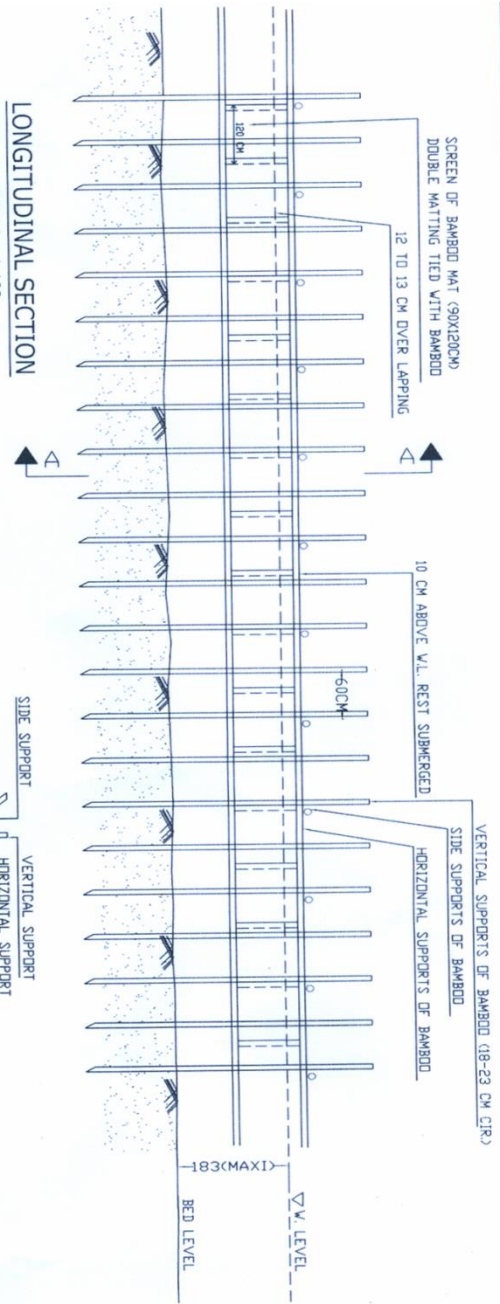 SCREEN OF BAMBOO MAT (90X120CM)
DOUBLE MATTING TIED WITH BAMBOO
12 TO 13 CM OVER LAPPING
120 CM
A
A
10 CM ABOVE W.L. REST SUBMERGED
60CM
VERTICAL SUPPORTS OF BAMBOO (18-23 CM CIR.)
SIDE SUPPORTS OF BAMBOO
HORIZONTAL SUPPORTS OF BAMBOO
W. LEVEL
183(MAXI)
BED LEVEL
LONGITUDINAL SECTION
SIDE SUPPORT
VERTICAL SUPPORT
HORIZONTAL SUPPORT